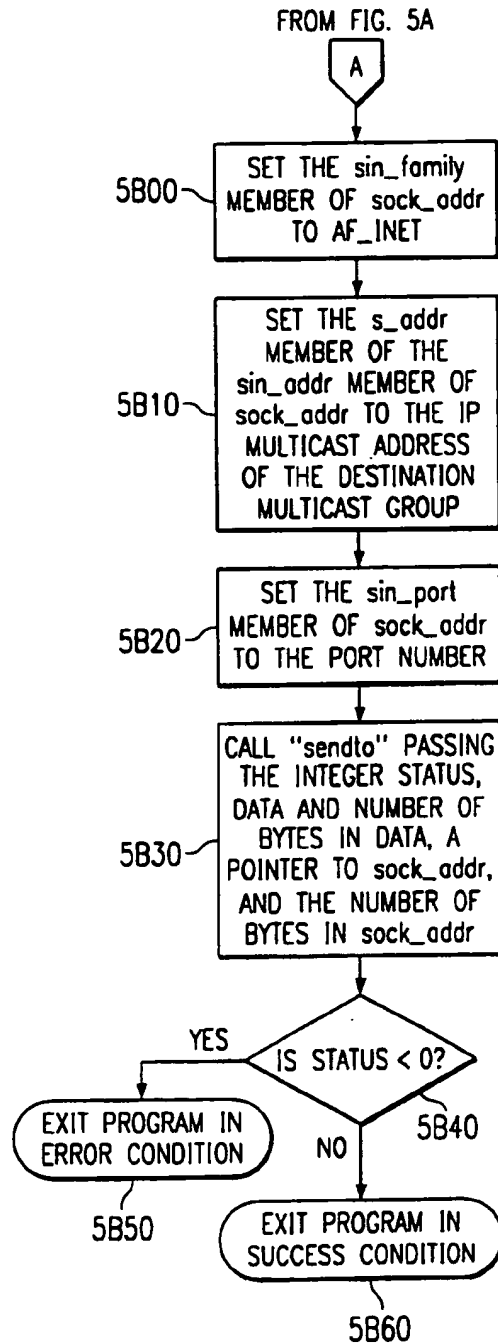 FROM FIG. 5A
A
5B00
SET THE sin_family
MEMBER OF sock_addr
TO AF_INET
5B10
SET THE s_addr
MEMBER OF THE
sin_addr MEMBER OF
sock_addr TO THE IP
MULTICAST ADDRESS
OF THE DESTINATION
MULTICAST GROUP
5B20
SET THE sin_port
MEMBER OF sock_addr
TO THE PORT NUMBER
5B30
CALL "sendto" PASSING
THE INTEGER STATUS,
DATA AND NUMBER OF
BYTES IN DATA, A
POINTER TO sock_addr,
AND THE NUMBER OF
BYTES IN sock_addr
YES
IS STATUS < 0?
5B40
NO
EXIT PROGRAM IN
ERROR CONDITION
5B50
EXIT PROGRAM IN
SUCCESS CONDITION
5B60